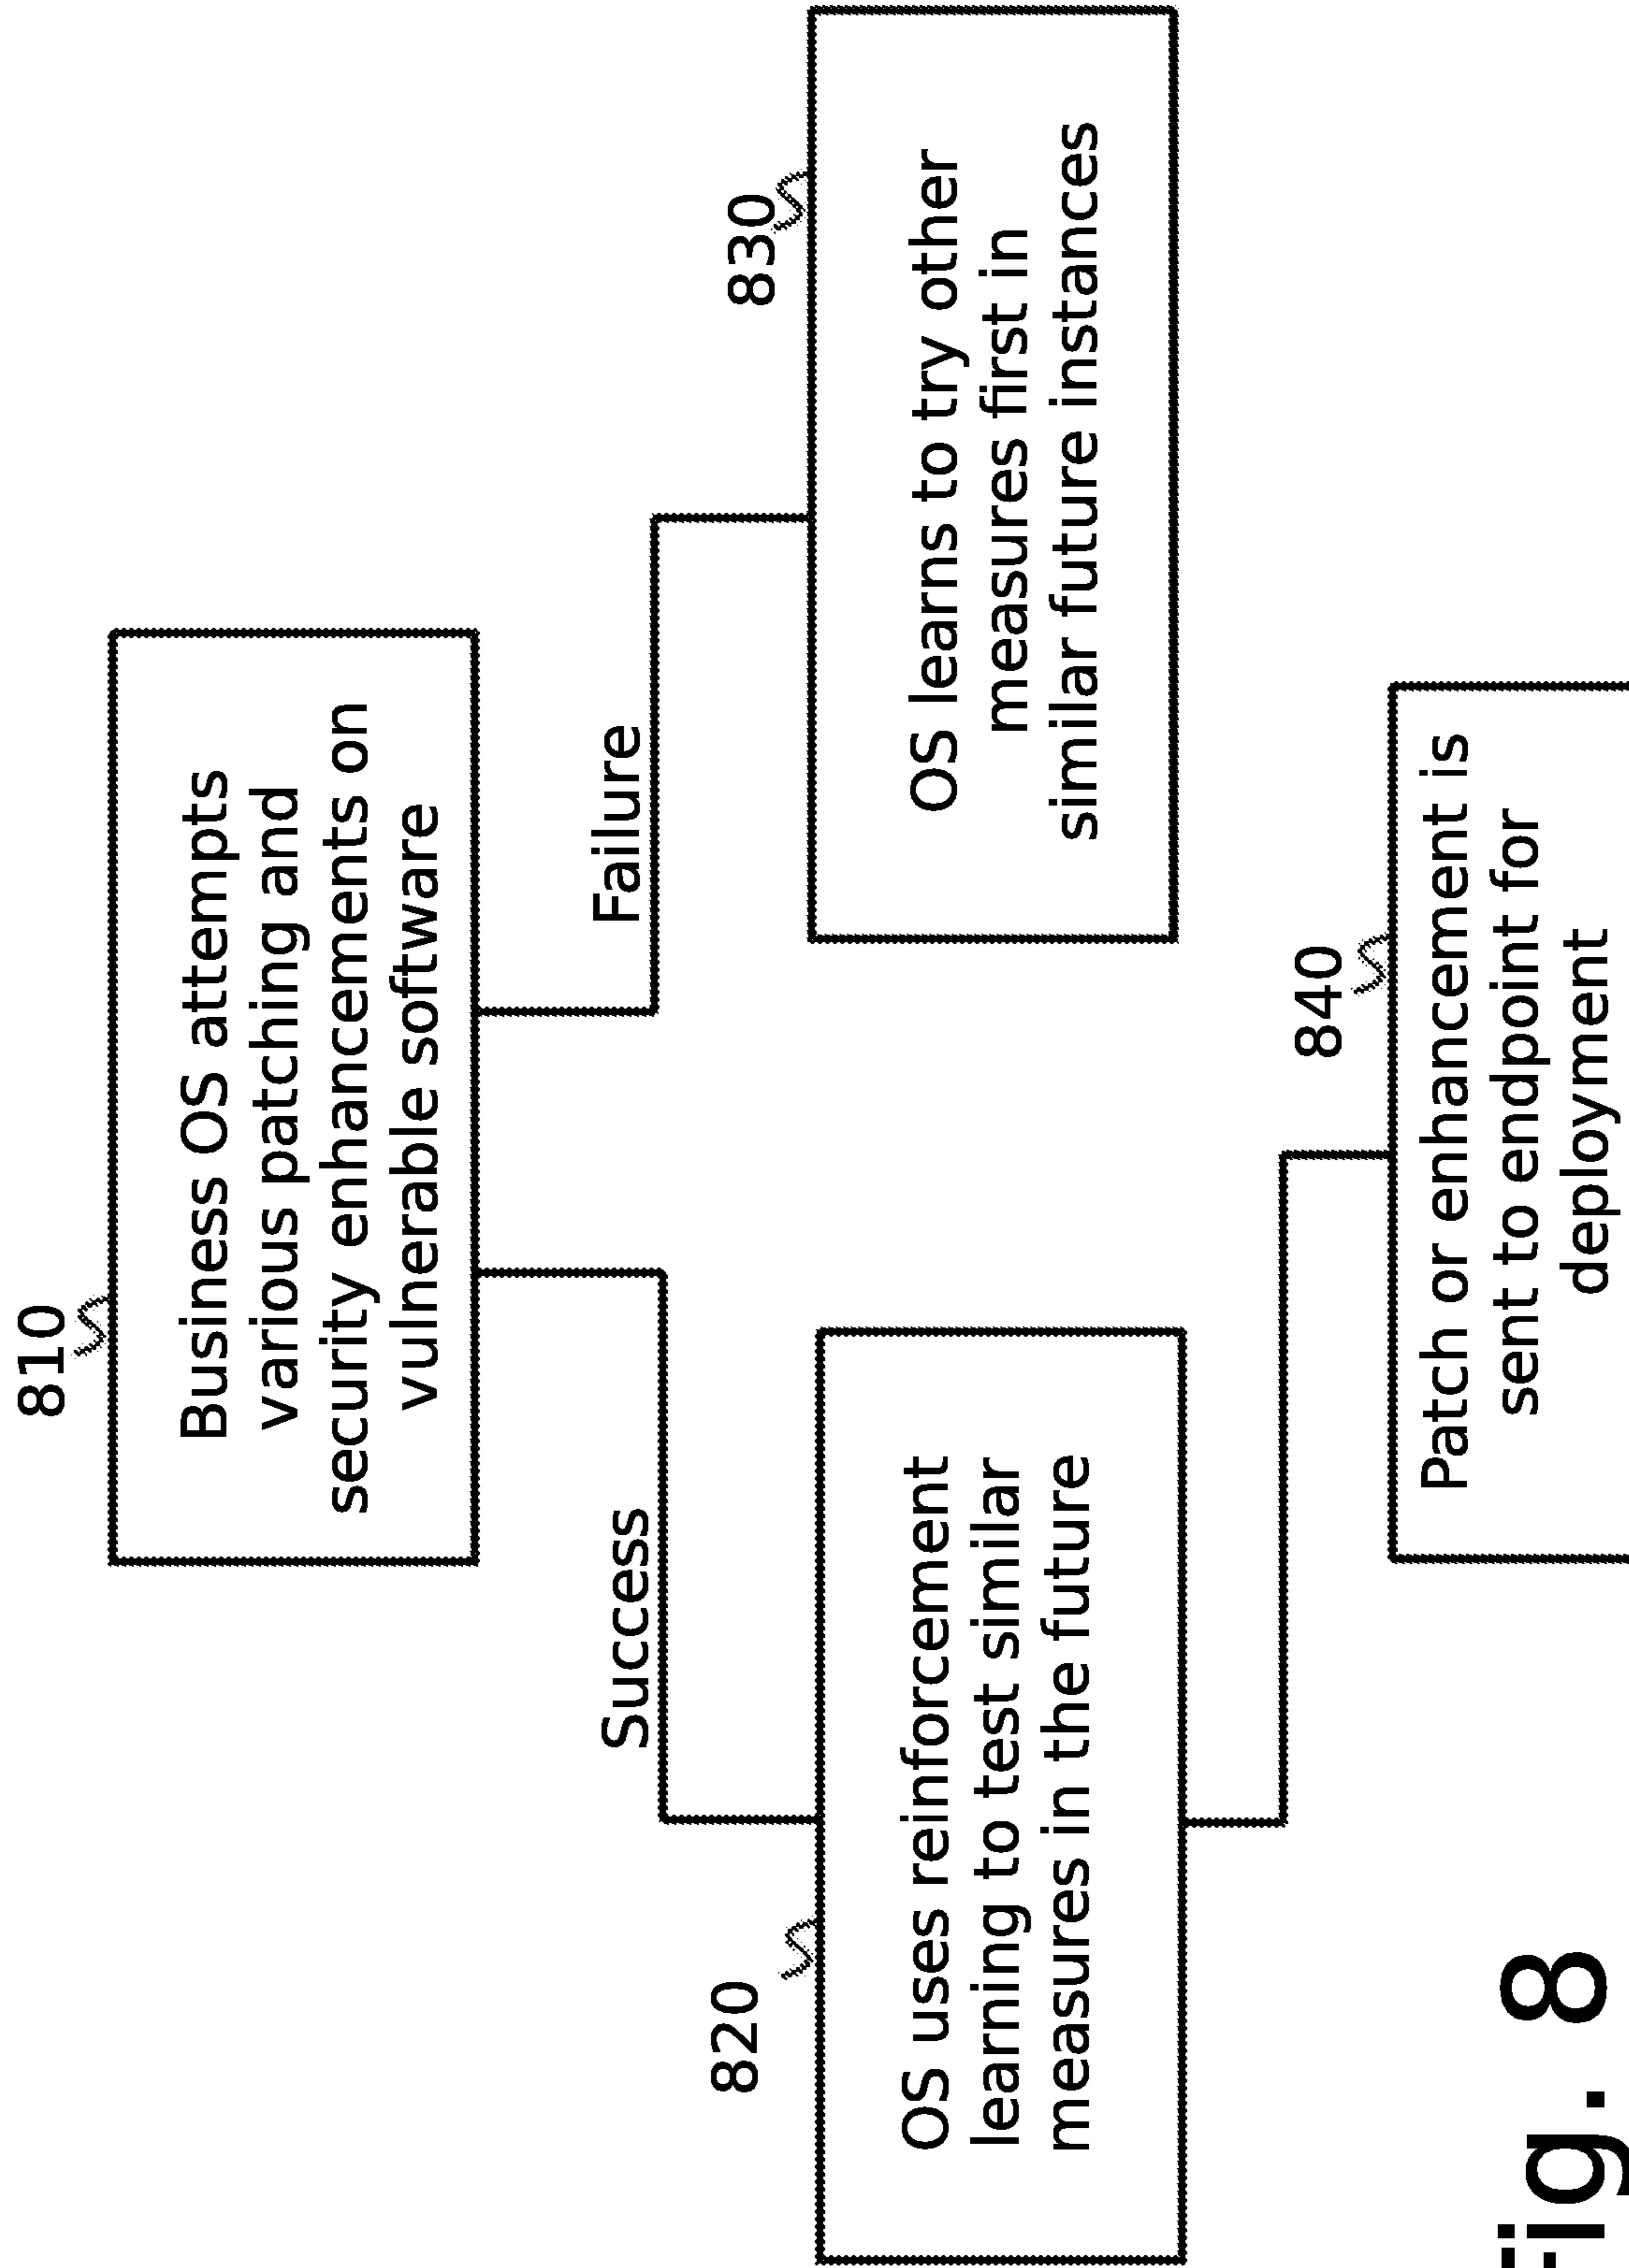 810
Business OS attempts
various patching and
security enhancements on
vulnerable software
Success
Failure
820
OS uses reinforcement
learning to test similar
measures in the future
830
OS learns to try other
measures first in
similar future instances
840
Patch or enhancement is
sent to endpoint for
deployment
Fig. 8